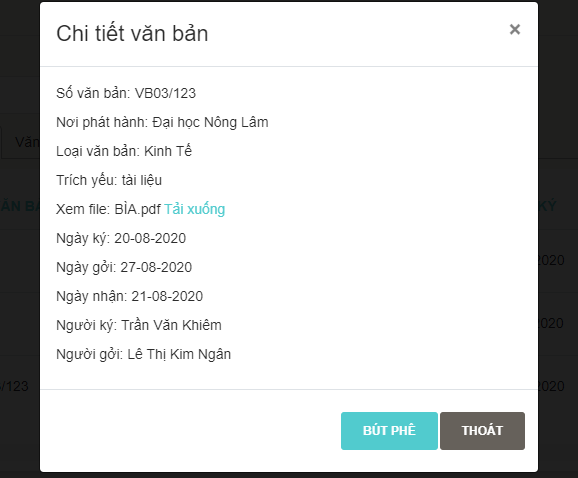 Chi tiết văn bản ×
Số văn bản: VB03/123
Nơi phát hành: Đại học Nông Lâm
Văn
Loại văn bản: Kinh Tế
Trích yếu: tài liệu
Xem file: BÌA.pdf Tải xuống
Ngày ký: 20-08-2020
Ngày gởi: 27-08-2020
2020
Ngày nhận: 21-08-2020
Người ký: Trần Văn Khiêm
2020
Người gởi: Lê Thị Kim Ngân
/123
2020
BÚT PHÊ THOÁT